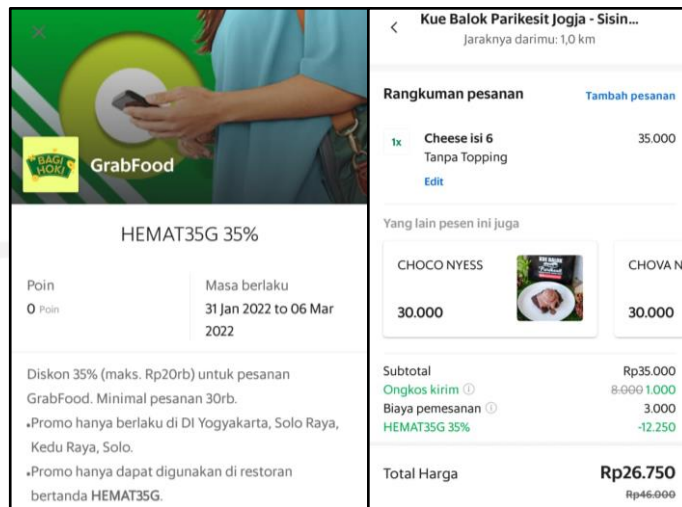 BAGI
HOKI
GrabFood
HEMAT35G 35%
Poin
0 Poin
Masa berlaku
31 Jan 2022 to 06 Mar
2022
Diskon 35% (maks. Rp20rb) untuk pesanan
GrabFood. Minimal pesanan 30rb.
•Promo hanya berlaku di DI Yogyakarta, Solo Raya,
Kedu Raya, Solo.
•Promo hanya dapat digunakan di restoran
bertanda HEMAT35G.
Kue Balok Parikesit Jogja - Sisin...
Jaraknya darimu: 1,0 km
Rangkuman pesanan
Tambah pesanan
1x Cheese isi 6 35.000
Tanpa Topping
Edit
Yang lain pesen ini juga
CHOCO NYESS
30.000
KUE BALOK
Parikesit
CHOVA N
30.000
Subtotal Rp35.000
Ongkos kirim 8.000 1.000
Biaya pemesanan 3.000
HEMAT35G 35% -12.250
Total Harga Rp26.750
Rp46.000